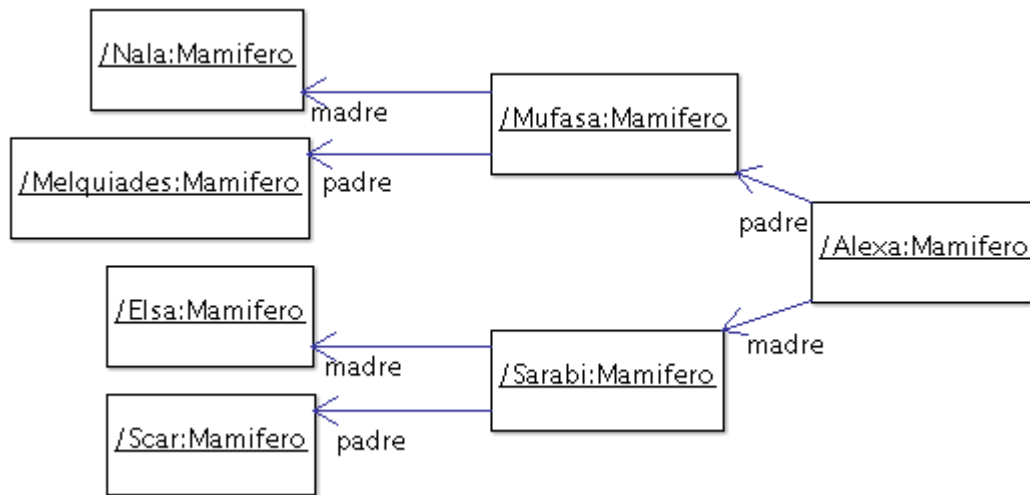 /Nala:Mamifero
madre
/Mufasa:Mamifero
/Melquiades:Mamifero
padre
padre
/Alexa:Mamifero
/Elsa:Mamifero
madre
madre
/Sarabi:Mamifero
/Scar:Mamifero
padre